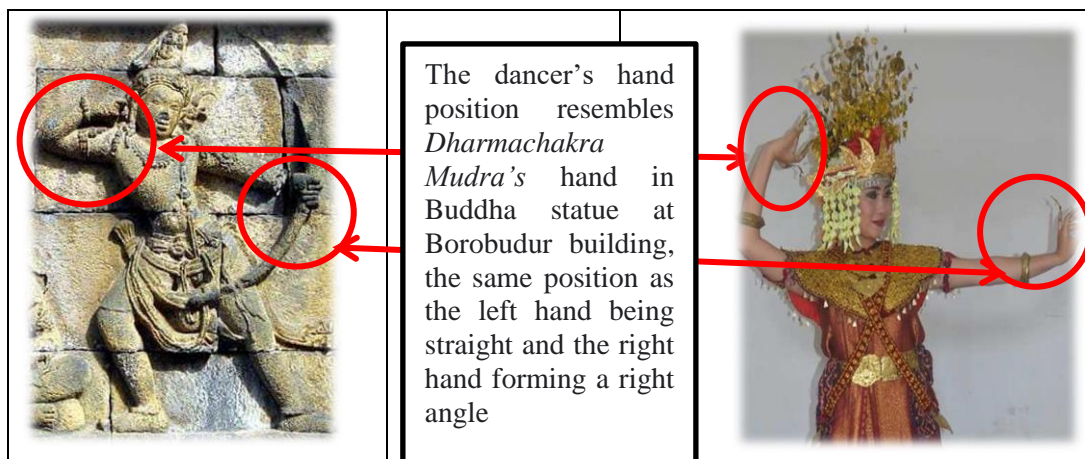 The dancer’s hand
position resembles
Dharmachakra
Mudra’s hand in
Buddha statue at
Borobudur building,
the same position as
the left hand being
straight and the right
hand forming a right
angle